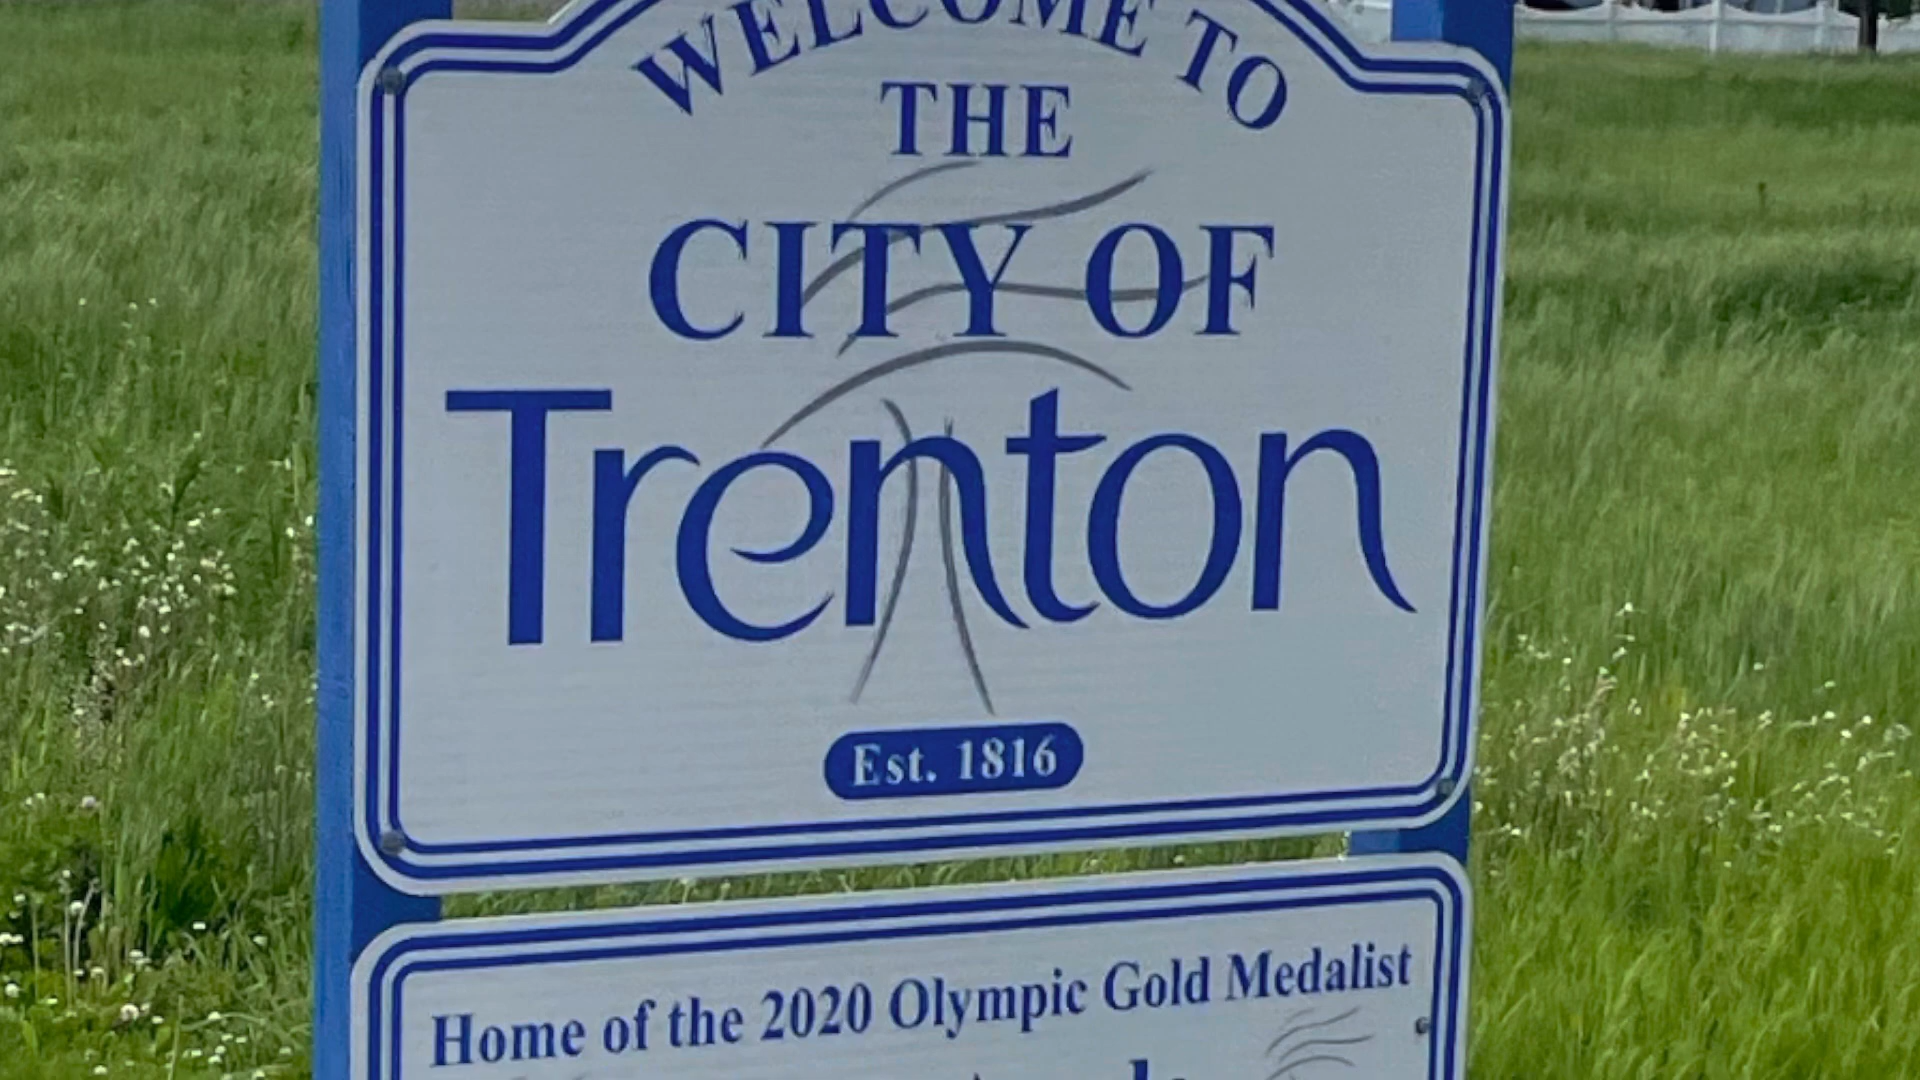 WELCOME TO
THE
CITY OF
Trenton
Est. 1816
Home of the 2020 Olympic Gold Medalist